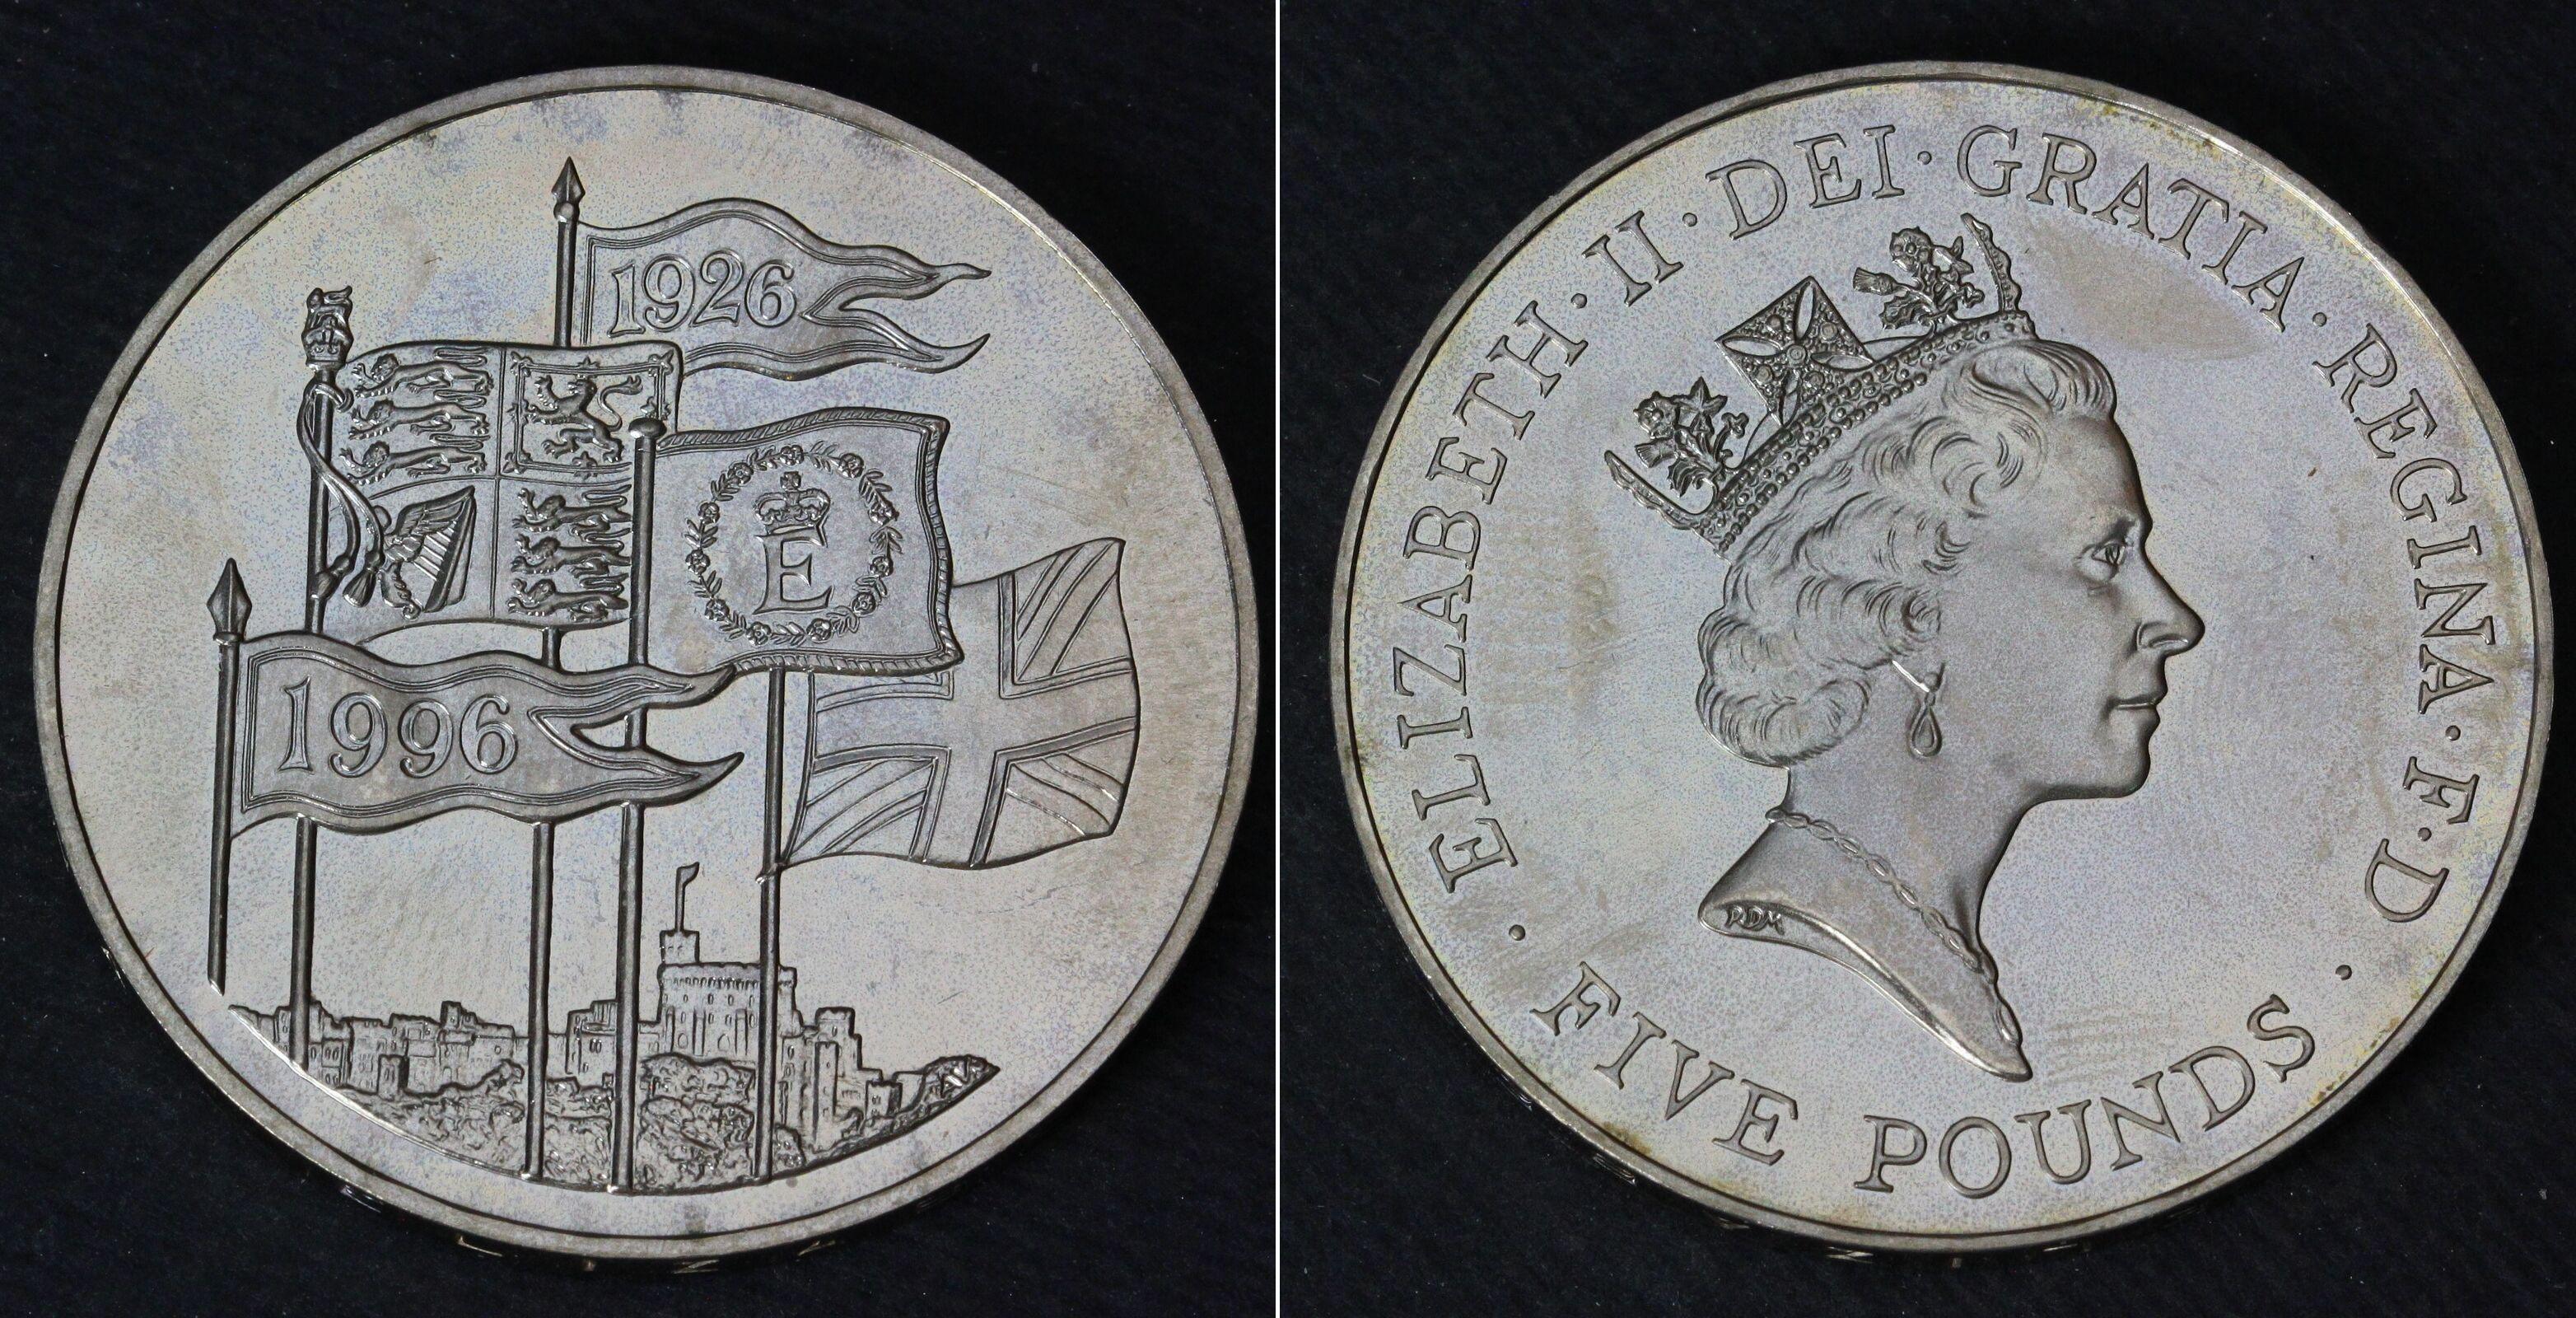 1926
E
1996
· ELIZABETH · II · DEI · GRATIA · REGINA · F · D ·
FIVE POUNDS
RDM